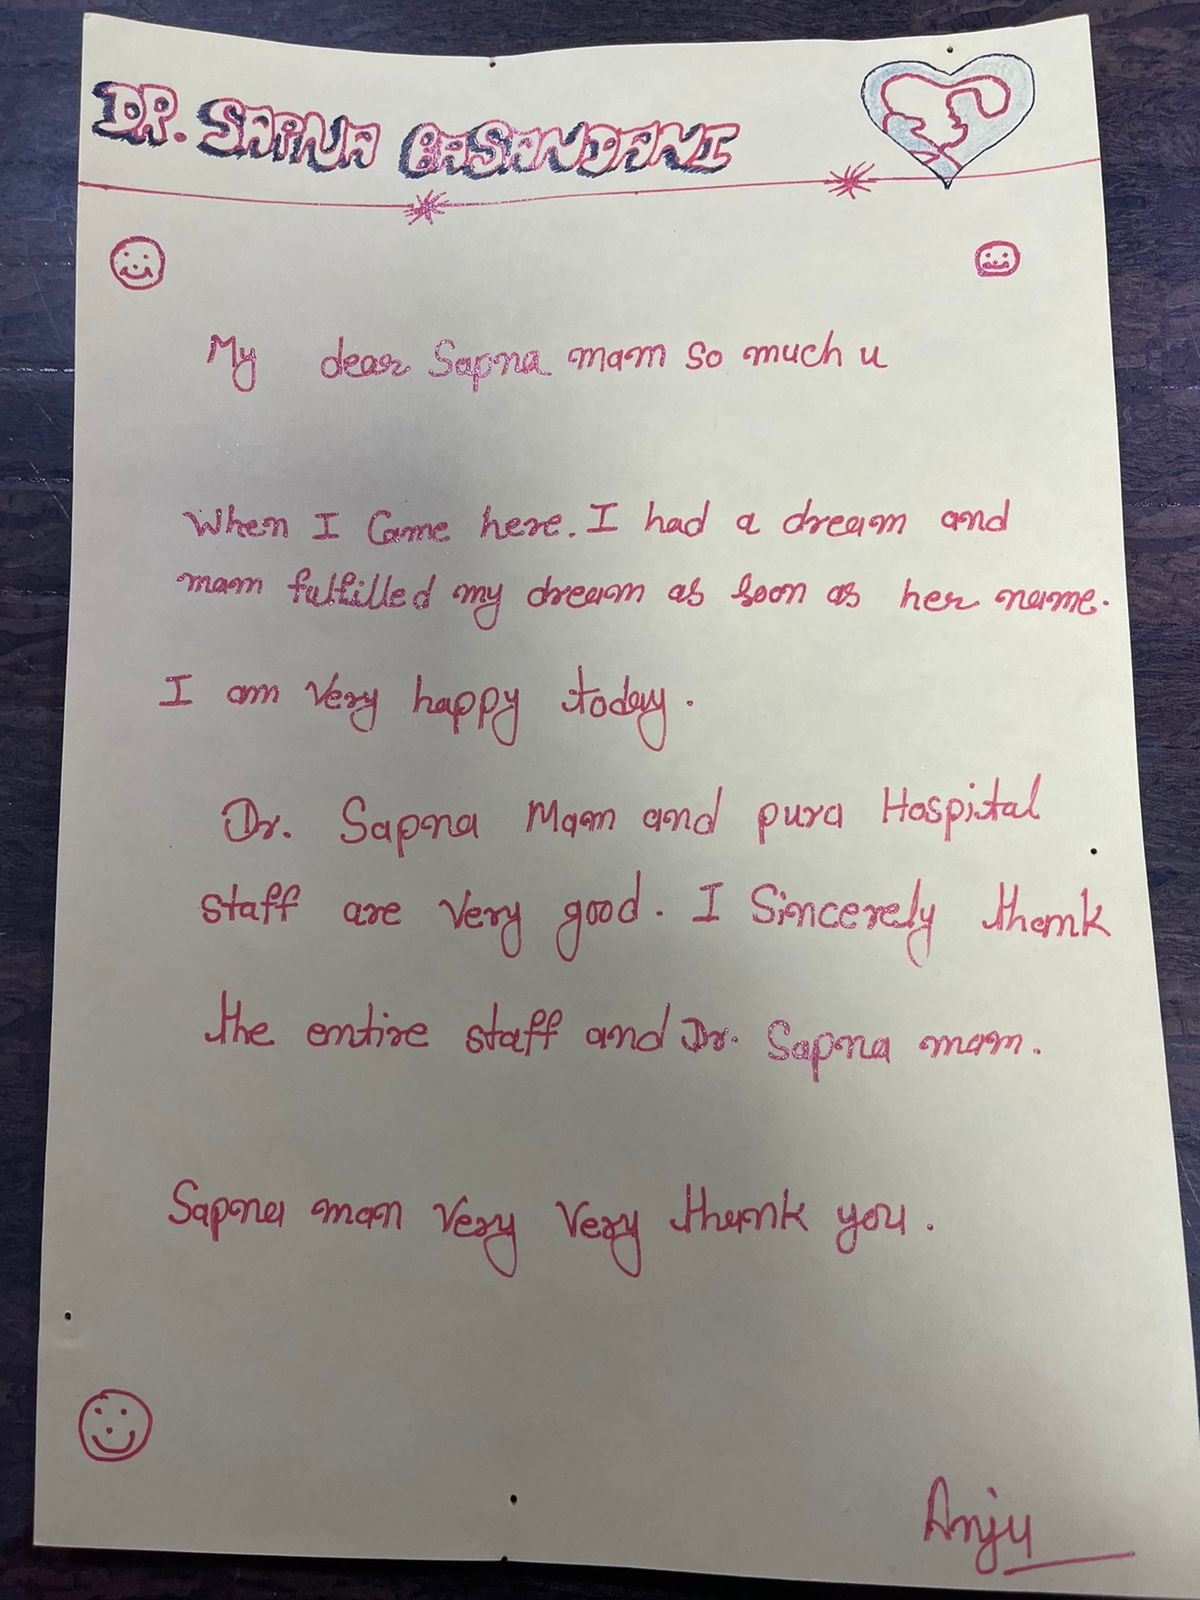 DR. SAPNA BASANDANI
My dear Sapna mam so much u
When I Came here. I had a dream and
mam fulfilled my dream as soon as her name.
I am very happy today.
Dr. Sapna Mam and pura Hospital
staff are very good. I Sincerely thank
the entire staff and Dr. Sapna mam.
Sapna man very very thank you.
Anju